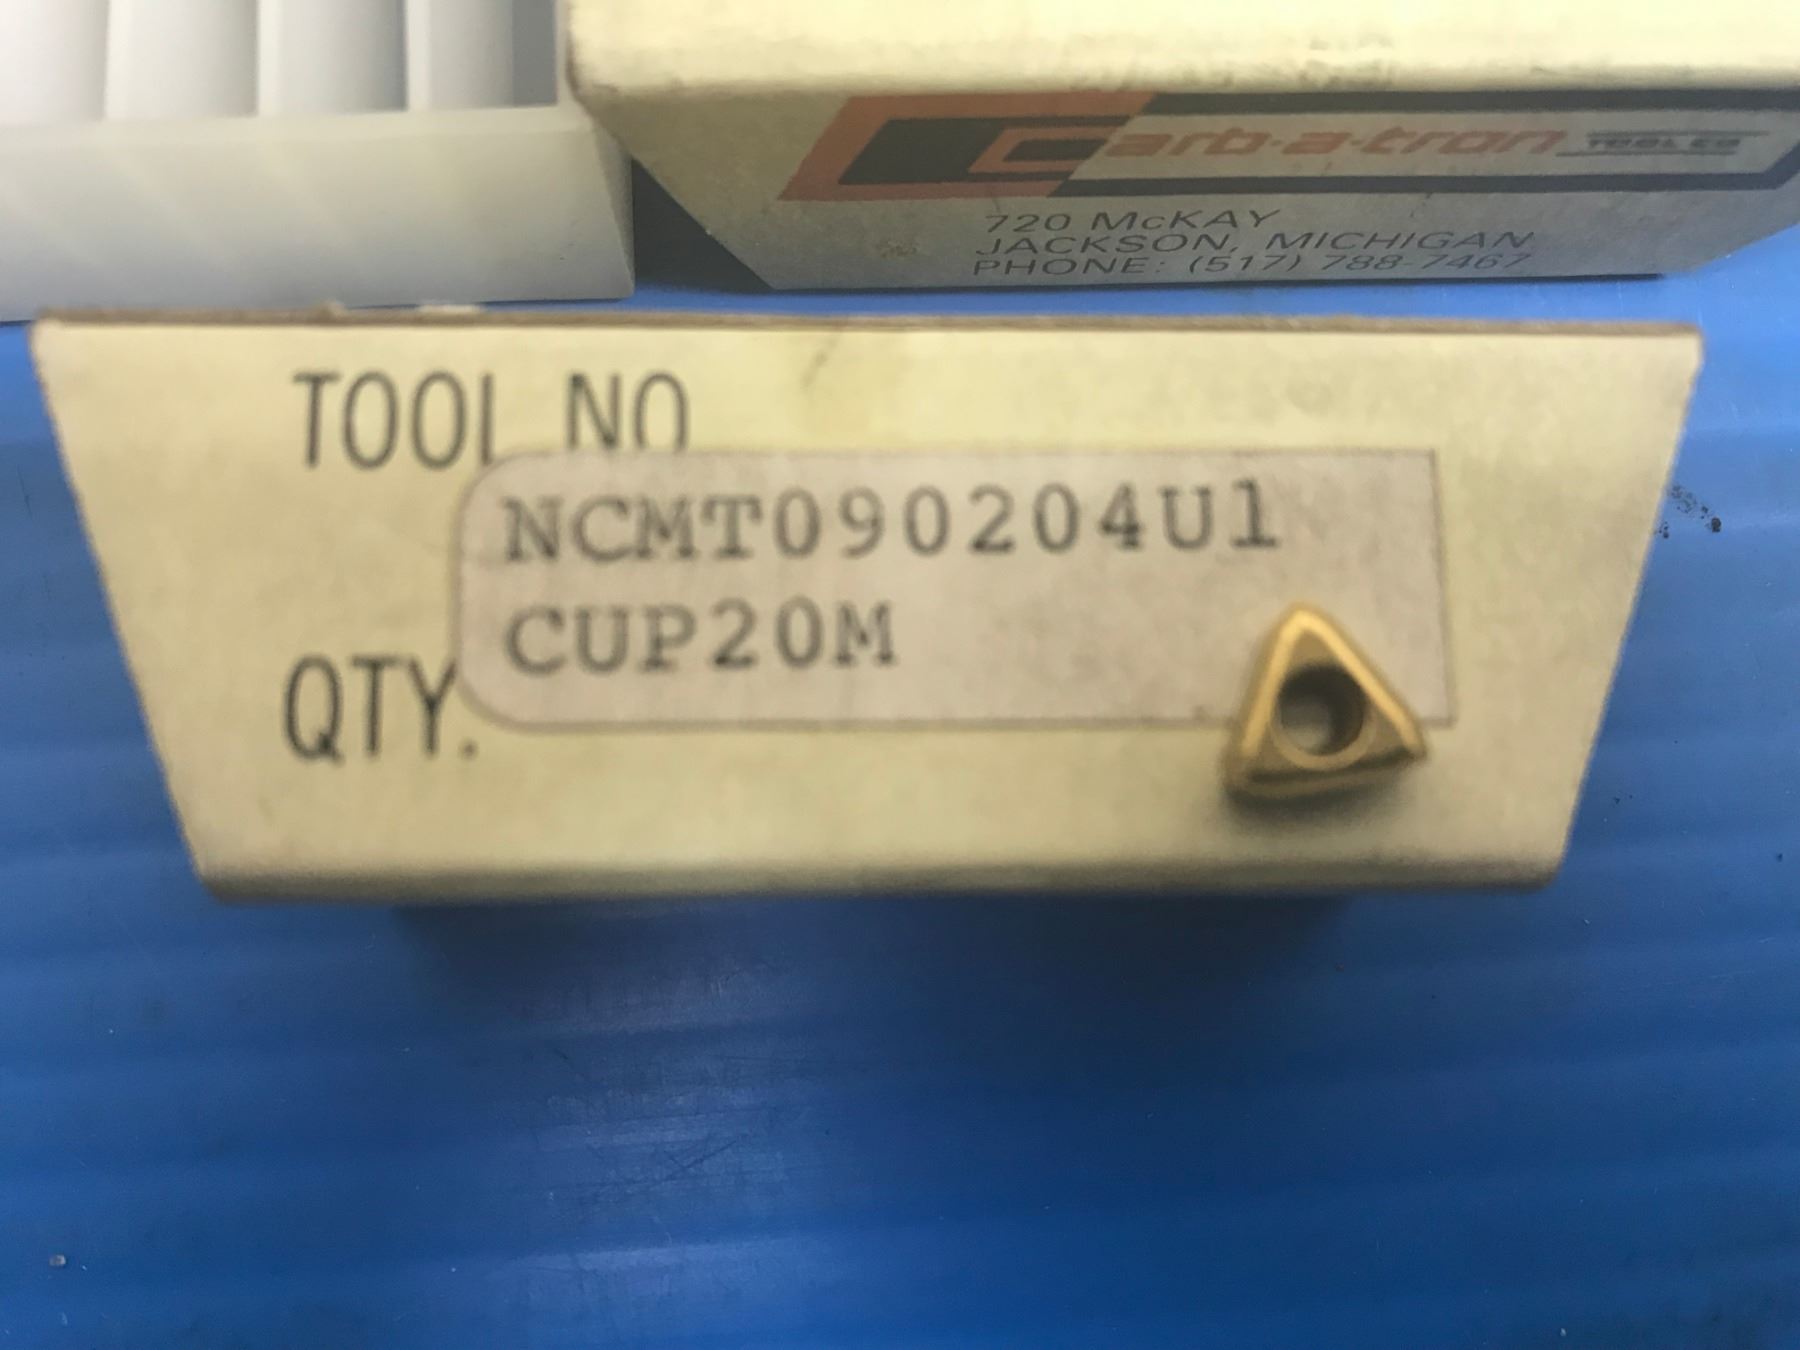 Carb-a-tron TOOL CO
720 McKAY
JACKSON, MICHIGAN
PHONE: (517) 788-7467
TOOL NO
NCMT090204U1
CUP20M
QTY.